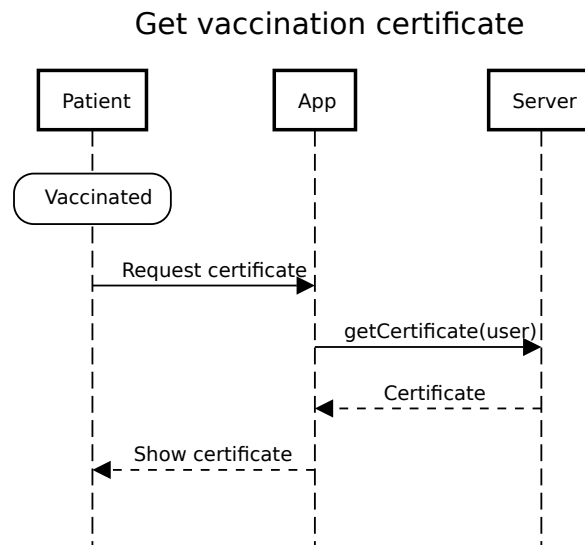 Get vaccination certificate
Patient
App
Server
Vaccinated
Request certificate
getCertificate(user)
Certificate
Show certificate